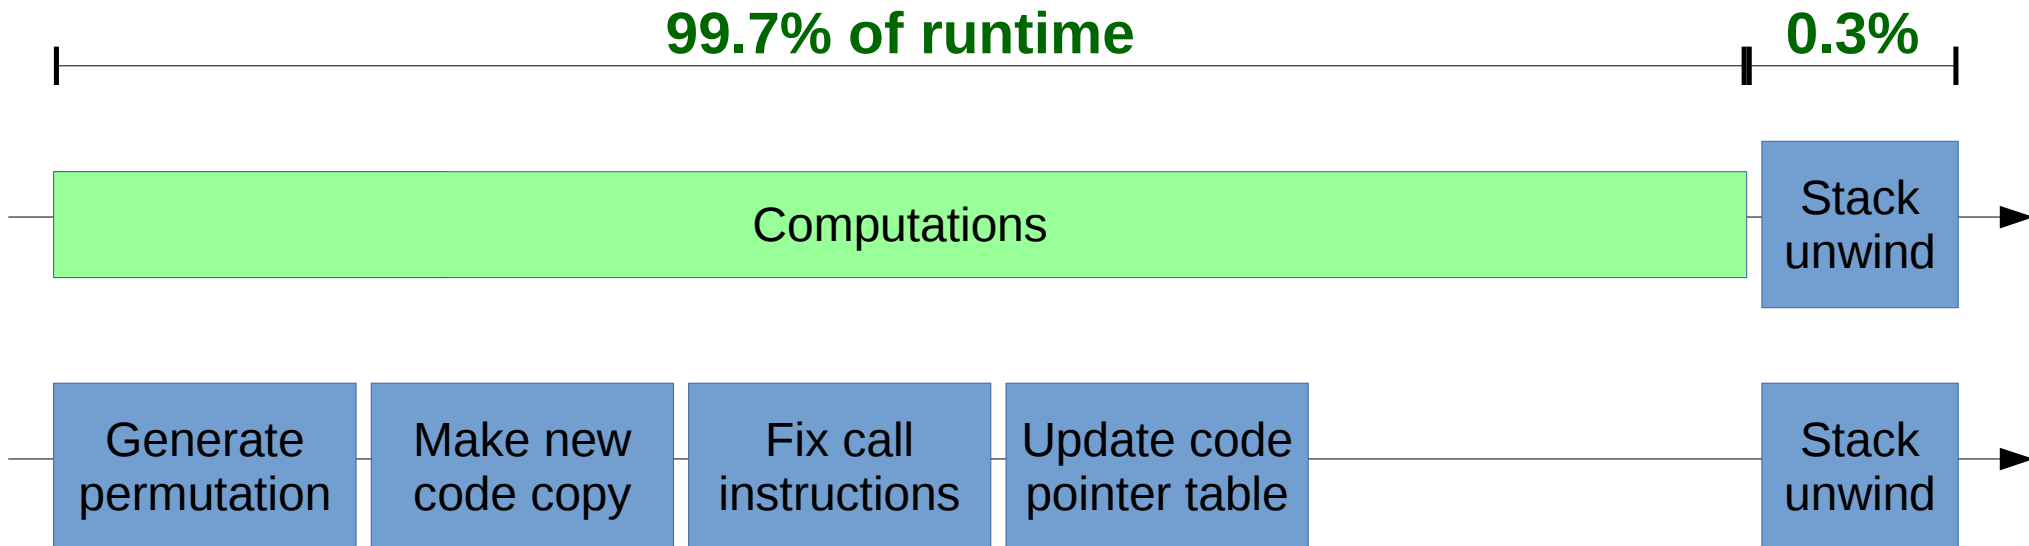 99.7% of runtime
0.3%
Computations
Stack
unwind
Generate
permutation
Make new
code copy
Fix call
instructions
Update code
pointer table
Stack
unwind